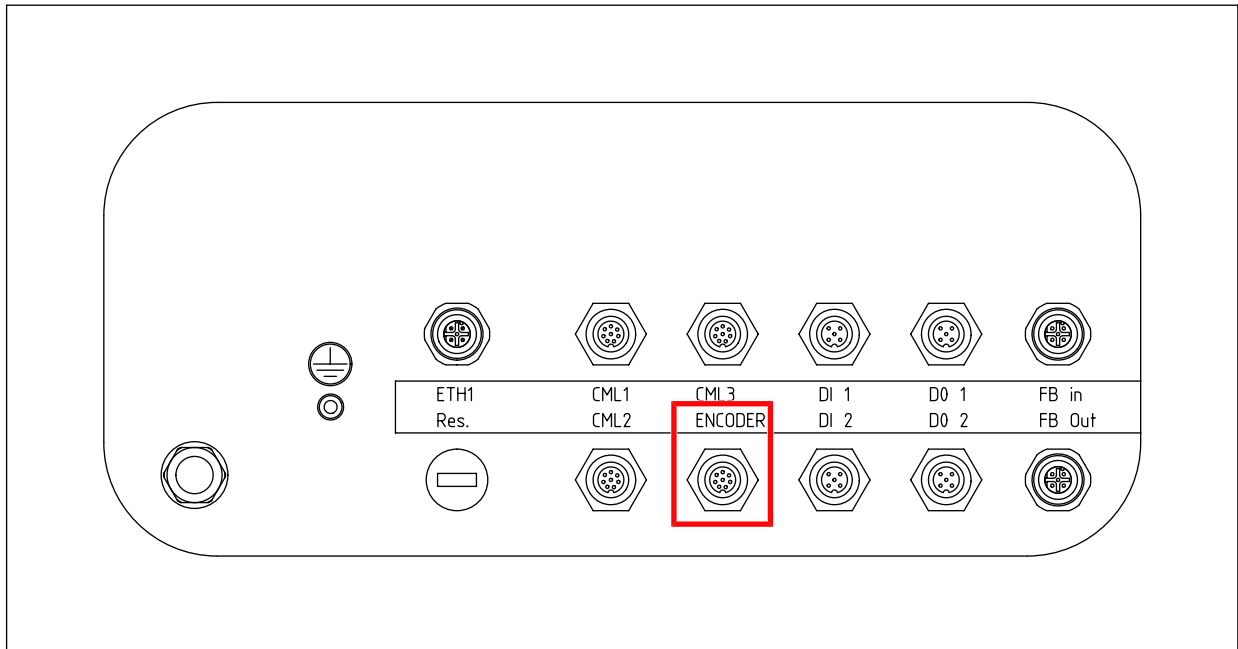 ETH1 CML1 CML3 DI 1 DO 1 FB in
Res. CML2 ENCODER DI 2 DO 2 FB Out